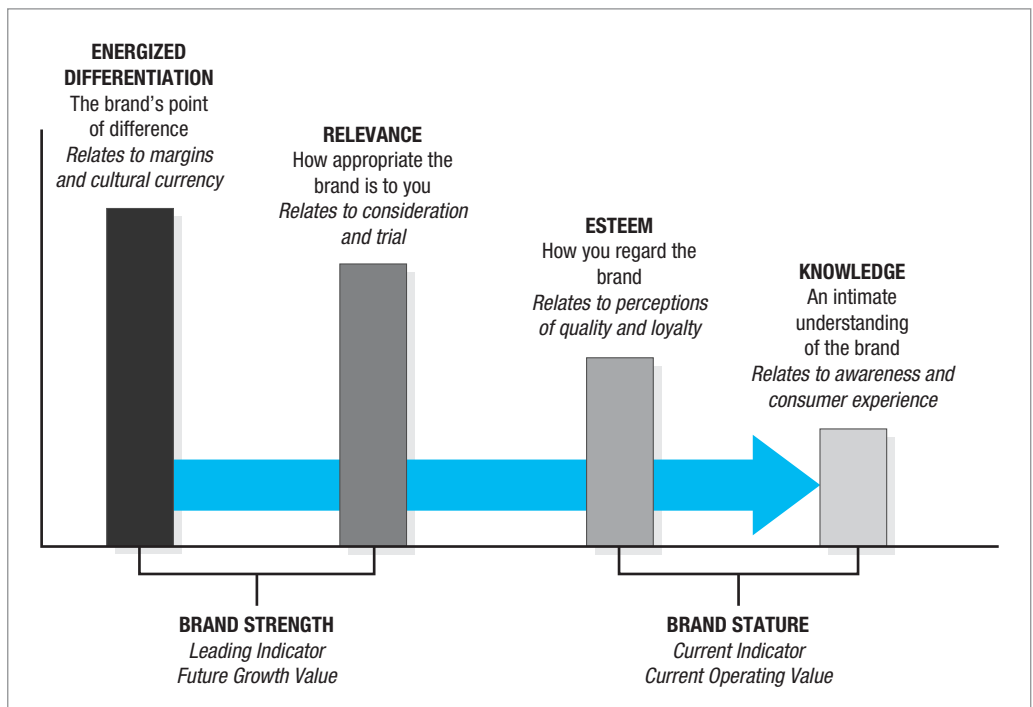 ENERGIZED
DIFFERENTIATION
The brand’s point
of difference
Relates to margins
and cultural currency
RELEVANCE
How appropriate the
brand is to you
Relates to consideration
and trial
ESTEEM
How you regard the
brand
Relates to perceptions
of quality and loyalty
KNOWLEDGE
An intimate
understanding
of the brand
Relates to awareness and
consumer experience
BRAND STRENGTH
Leading Indicator
Future Growth Value
BRAND STATURE
Current Indicator
Current Operating Value